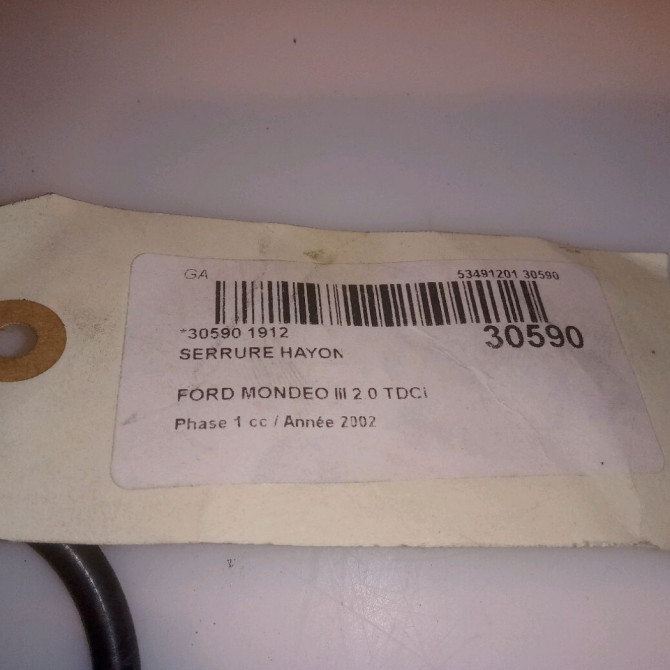 GA 53491201 30590
*30590 1912 30590
SERRURE HAYON
FORD MONDEO III 2.0 TDCi
Phase 1 cc / Année 2002